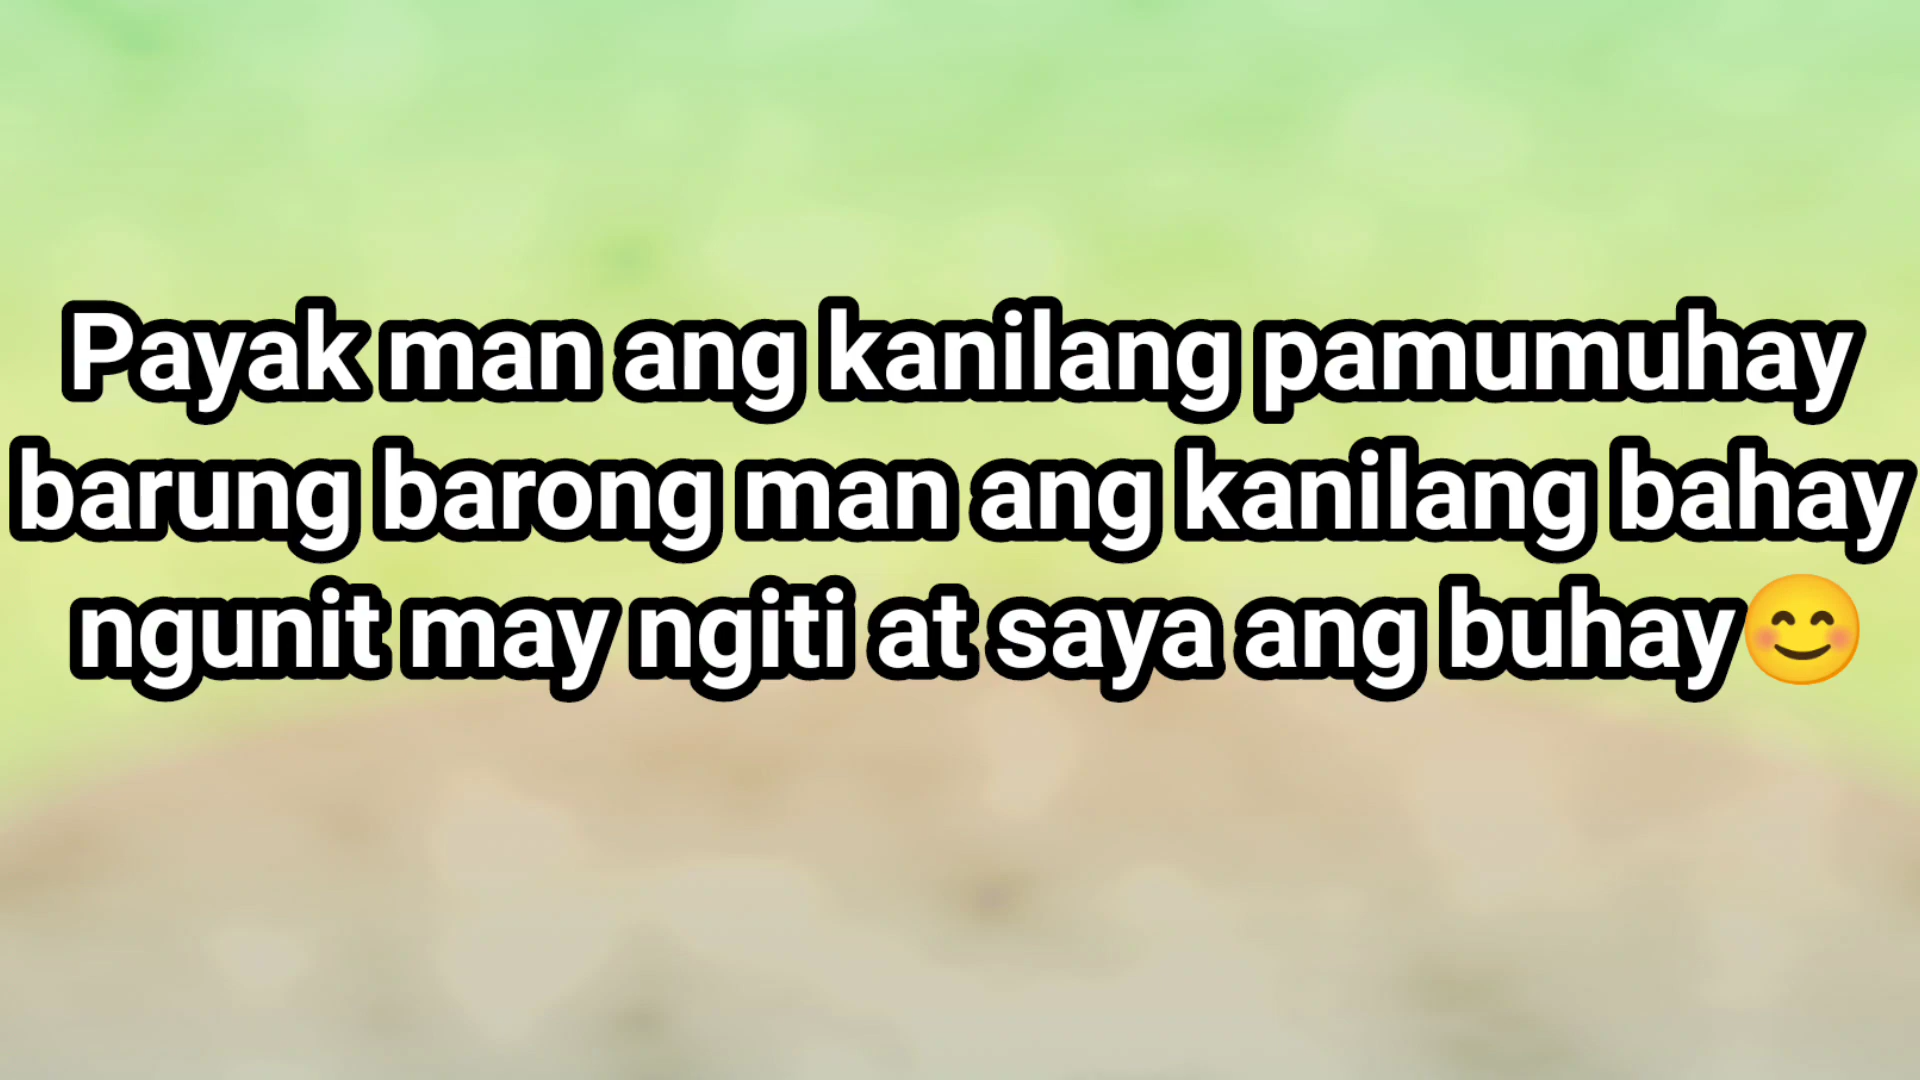 Payak man ang kanilang pamumuhay
barung barong man ang kanilang bahay
ngunit may ngiti at saya ang buhay😊